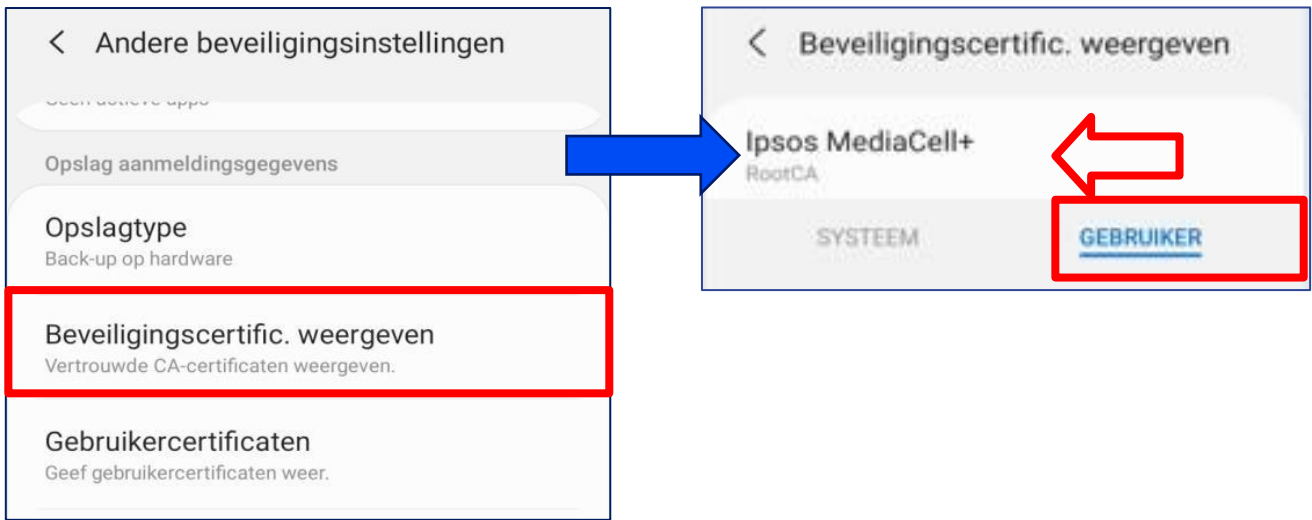 Andere beveiligingsinstellingen
Opslag aanmeldingsgegevens
Opslagtype
Back-up op hardware
Beveiligingscertific. weergeven
Vertrouwde CA-certificaten weergeven.
Gebruikercertificaten
Geef gebruikercertificaten weer.
Beveiligingscertific. weergeven
Ipsos MediaCell+
RootCA
SYSTEEM
GEBRUIKER